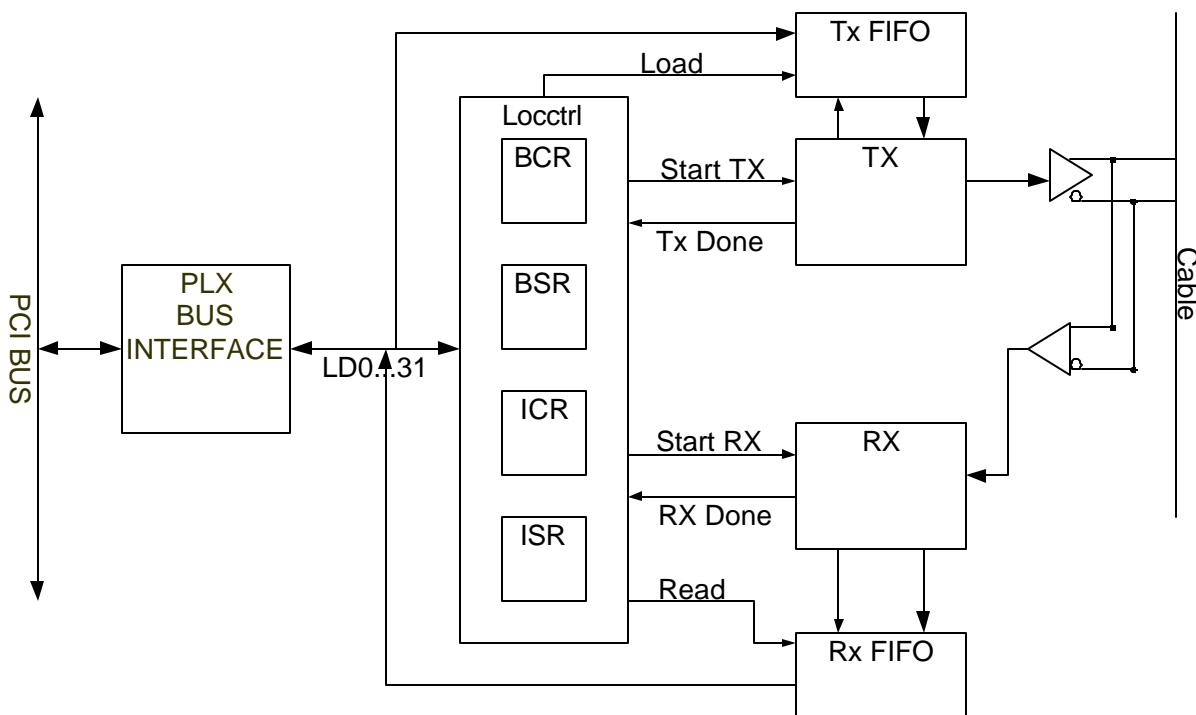 Tx FIFO
Load
Locctrl
BCR
Start TX
TX
Tx Done
Cable
PLX
BUS
INTERFACE
BSR
PCI BUS
LD0...31
ICR
Start RX
RX
RX Done
ISR
Read
Rx FIFO